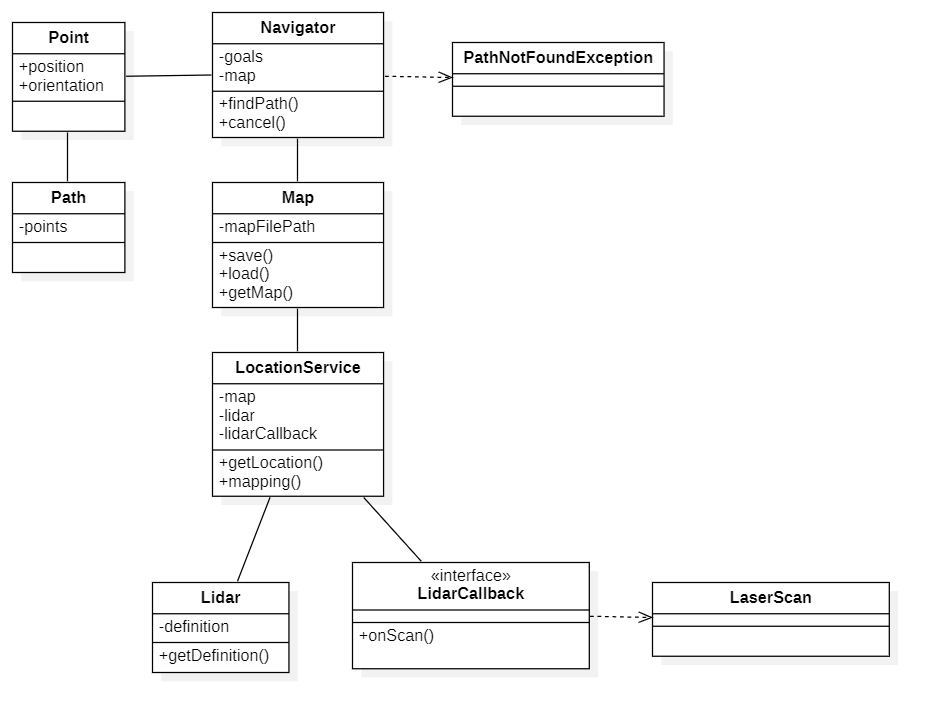 Point
+position
+orientation
Navigator
-goals
-map
+findPath()
+cancel()
PathNotFoundException
Path
-points
Map
-mapFilePath
+save()
+load()
+getMap()
LocationService
-map
-lidar
-lidarCallback
+getLocation()
+mapping()
Lidar
-definition
+getDefinition()
«interface»
LidarCallback
+onScan()
LaserScan